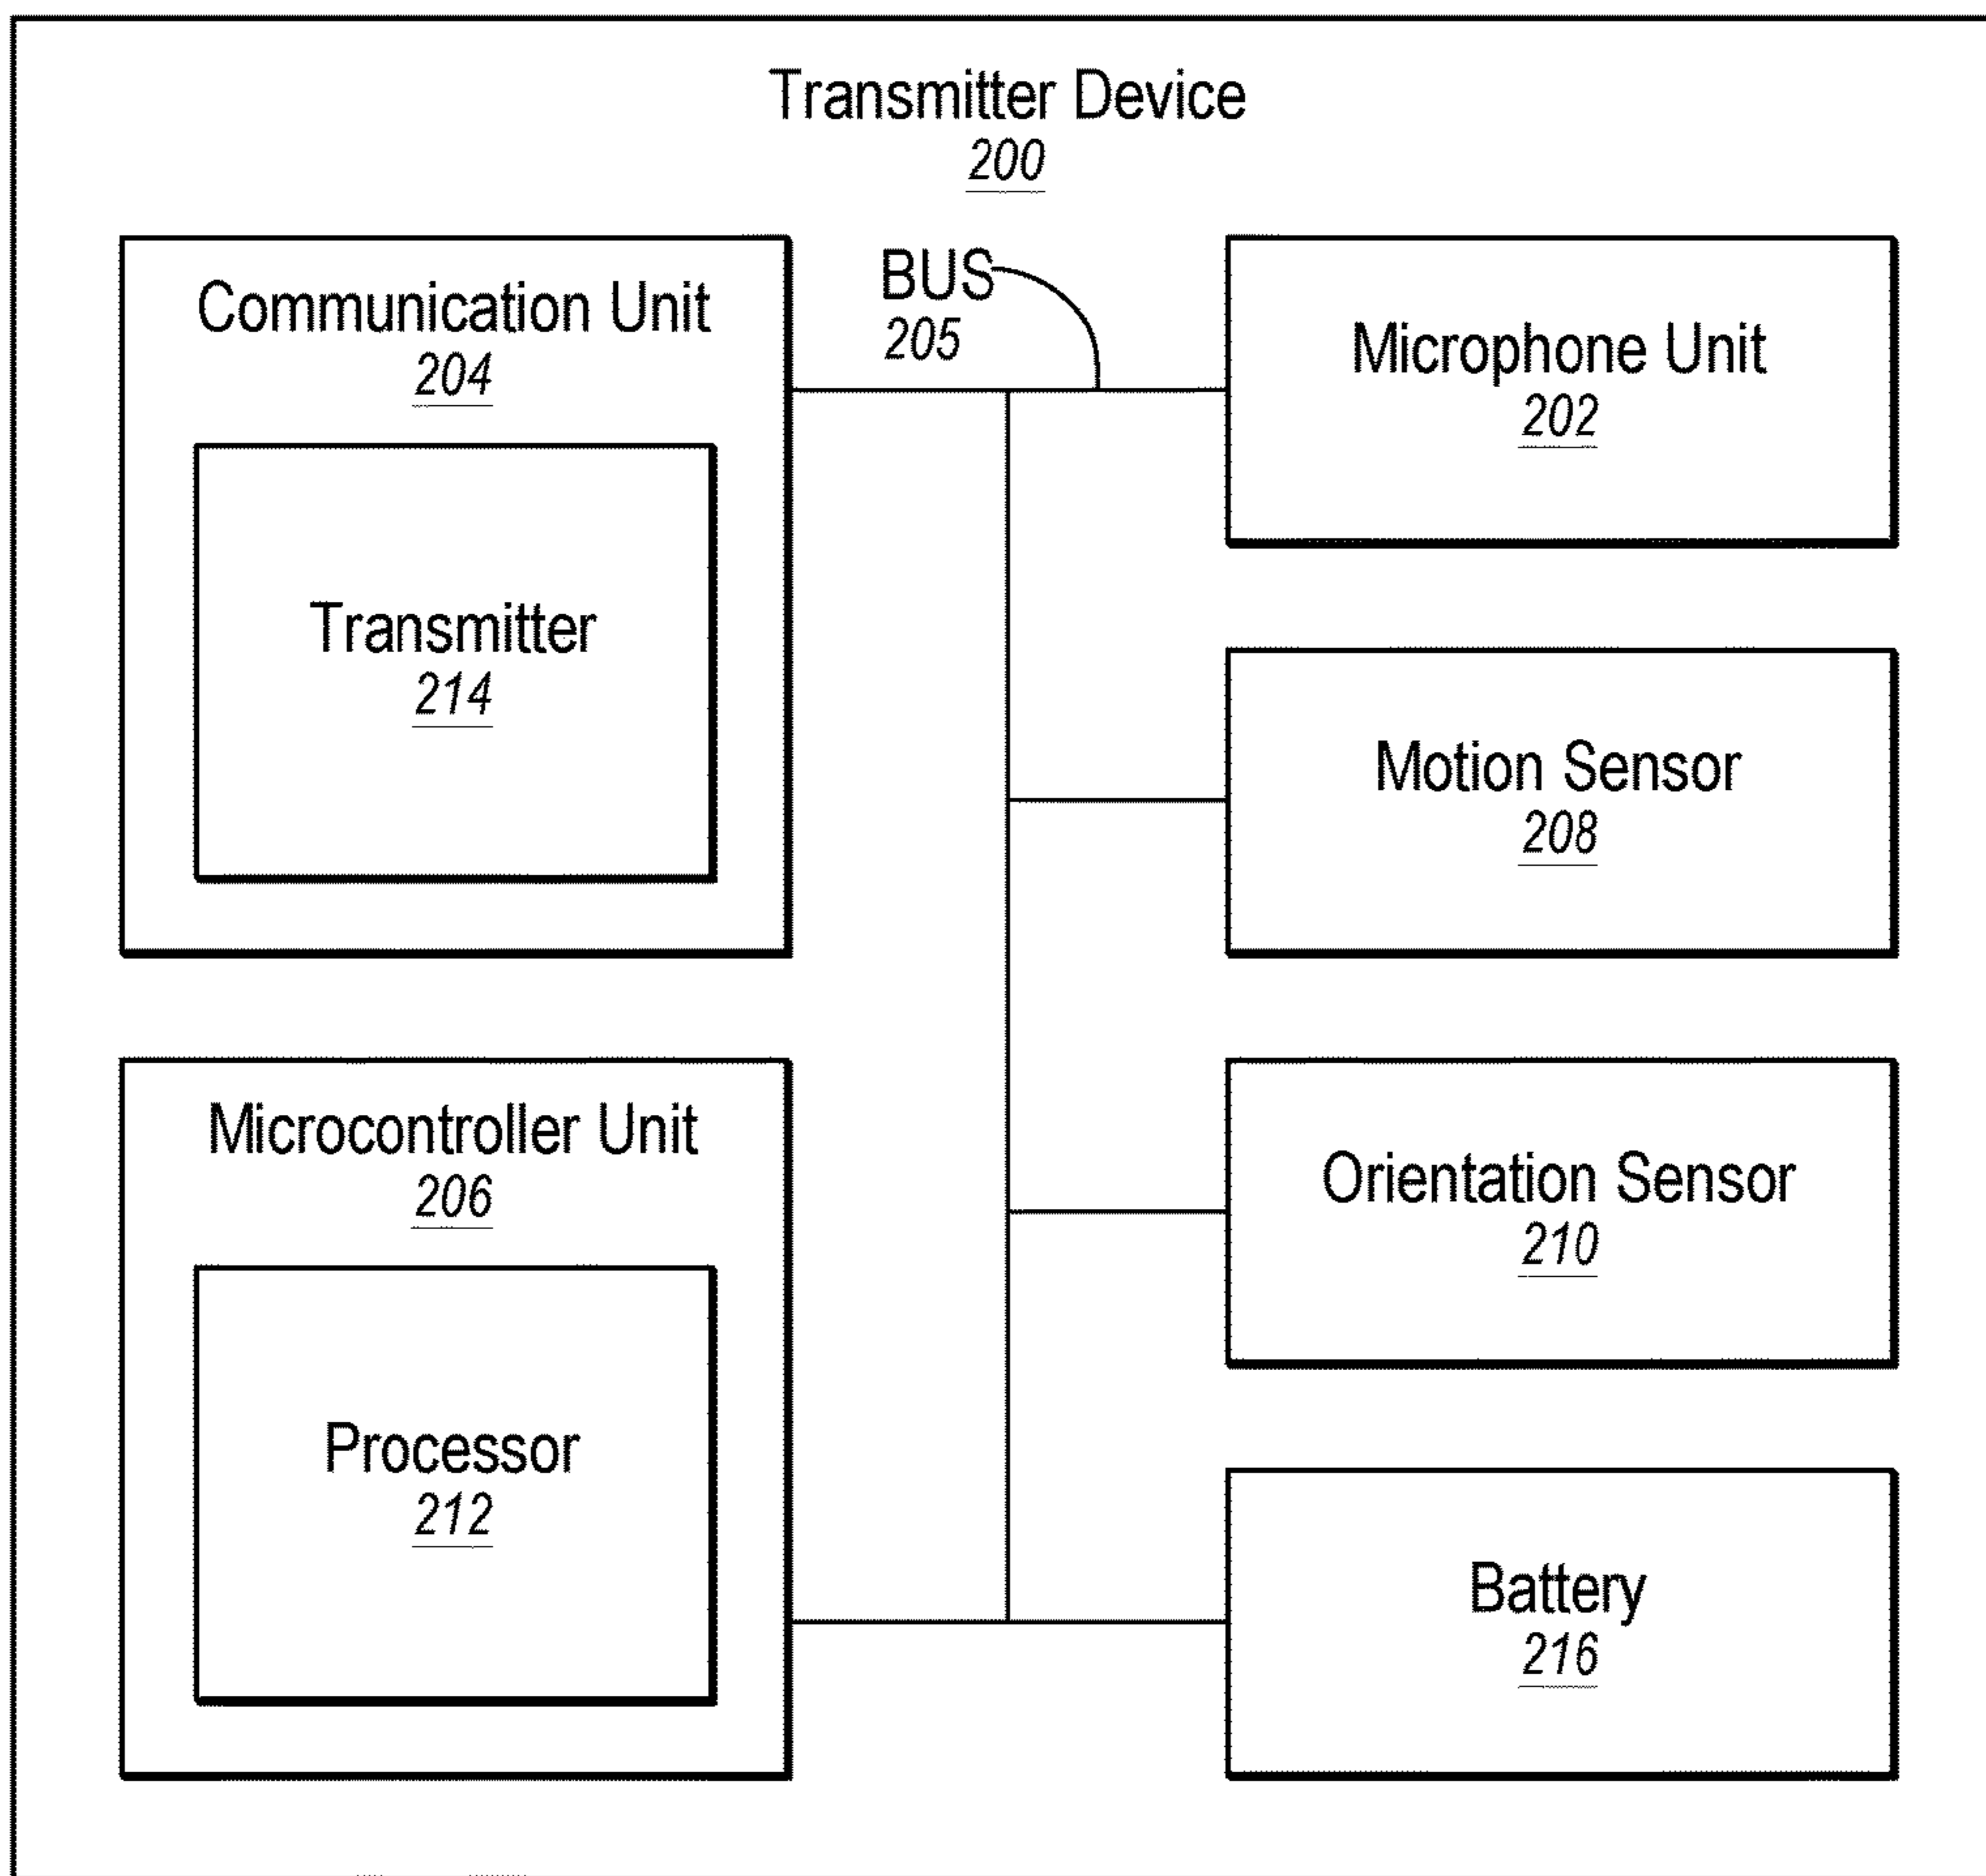 Transmitter Device
200
Communication Unit
204
Transmitter
214
BUS
205
Microphone Unit
202
Motion Sensor
208
Microcontroller Unit
206
Processor
212
Orientation Sensor
210
Battery
216